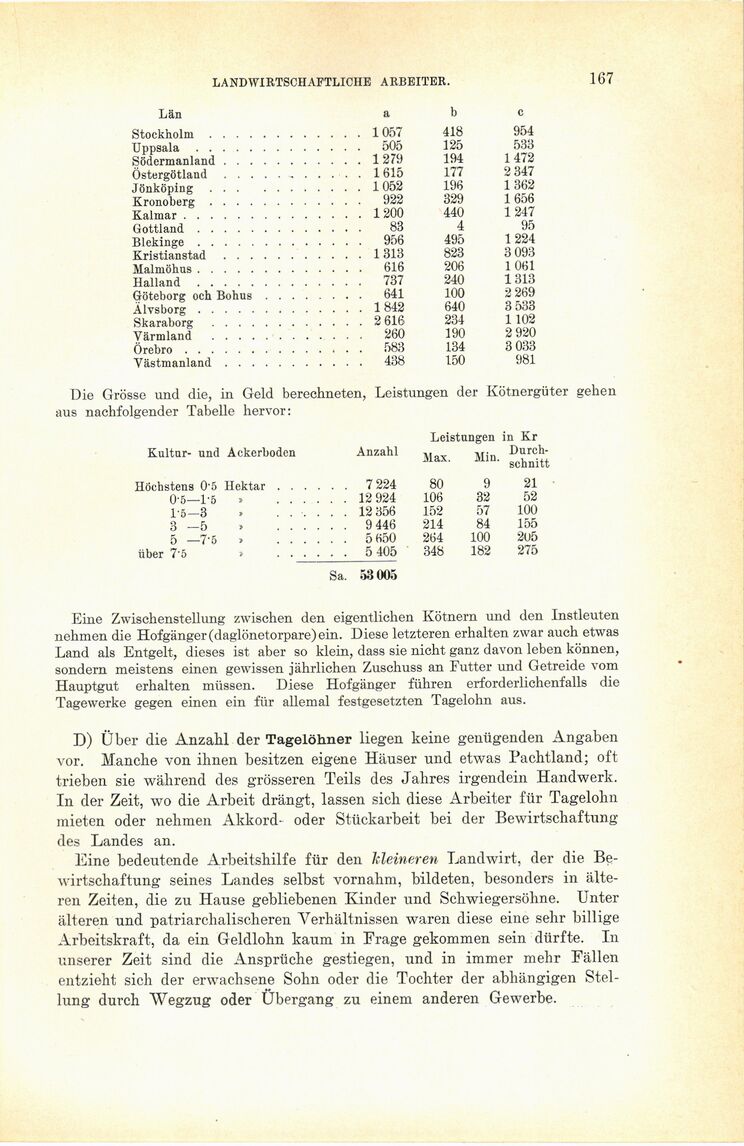 LANDWIRTSCHAFTLICHE ARBEITER. 167
Län a b c
Stockholm . . . . . . . . . . . . 1 057 418 954
Uppsala . . . . . . . . . . . . . 505 125 533
Södermanland . . . . . . . . . . . 1 279 194 1 472
Östergötland . . . . . . . . . . . . 1 615 177 2 347
Jönköping . . . . . . . . . . . . 1 052 196 1 362
Kronoberg . . . . . . . . . . . . 922 329 1 656
Kalmar . . . . . . . . . . . . . . 1 200 440 1 247
Gottland . . . . . . . . . . . . . 83 4 95
Blekinge . . . . . . . . . . . . . 956 495 1 224
Kristianstad . . . . . . . . . . . . 1 313 823 3 093
Malmöhus . . . . . . . . . . . . . 616 206 1 061
Halland . . . . . . . . . . . . . 737 240 1 313
Göteborg och Bohus . . . . . . . . 641 100 2 269
Älvsborg . . . . . . . . . . . . . 1 842 640 3 533
Skaraborg . . . . . . . . . . . . 2 616 234 1 102
Värmland . . . . . . . . . . . . 260 190 2 920
Örebro . . . . . . . . . . . . . . 583 134 3 033
Västmanland . . . . . . . . . . . 438 150 981
Die Grösse und die, in Geld berechneten, Leistungen der Kötnergüter gehen
aus nachfolgender Tabelle hervor:
Leistungen in Kr
Kultur- und Ackerboden Anzahl Max. Min. Durch-
schnitt
Höchstens 0·5 Hektar . . . . . . 7 224 80 9 21
0·5—1·5 » . . . . . . 12 924 106 32 52
1·5—3 » . . . . . . 12 356 152 57 100
3 —5 » . . . . . . 9 446 214 84 155
5 —7·5 » . . . . . . 5 650 264 100 205
über 7·5 » . . . . . . 5 405 348 182 275
Sa. 53 005
Eine Zwischenstellung zwischen den eigentlichen Kötnern und den Instleuten
nehmen die Hofgänger (daglönetorpare) ein. Diese letzteren erhalten zwar auch etwas
Land als Entgelt, dieses ist aber so klein, dass sie nicht ganz davon leben können,
sondern meistens einen gewissen jährlichen Zuschuss an Futter und Getreide vom
Hauptgut erhalten müssen. Diese Hofgänger führen erforderlichenfalls die
Tagewerke gegen einen ein für allemal festgesetzten Tagelohn aus.
D) Über die Anzahl der Tagelöhner liegen keine genügenden Angaben
vor. Manche von ihnen besitzen eigene Häuser und etwas Pachtland; oft
trieben sie während des grösseren Teils des Jahres irgendein Handwerk.
In der Zeit, wo die Arbeit drängt, lassen sich diese Arbeiter für Tagelohn
mieten oder nehmen Akkord- oder Stückarbeit bei der Bewirtschaftung
des Landes an.
Eine bedeutende Arbeitshilfe für den kleineren Landwirt, der die Be-
wirtschaftung seines Landes selbst vornahm, bildeten, besonders in älte-
ren Zeiten, die zu Hause gebliebenen Kinder und Schwiegersöhne. Unter
älteren und patriarchalischeren Verhältnissen waren diese eine sehr billige
Arbeitskraft, da ein Geldlohn kaum in Frage gekommen sein dürfte. In
unserer Zeit sind die Ansprüche gestiegen, und in immer mehr Fällen
entzieht sich der erwachsene Sohn oder die Tochter der abhängigen Stel-
lung durch Wegzug oder Übergang zu einem anderen Gewerbe.